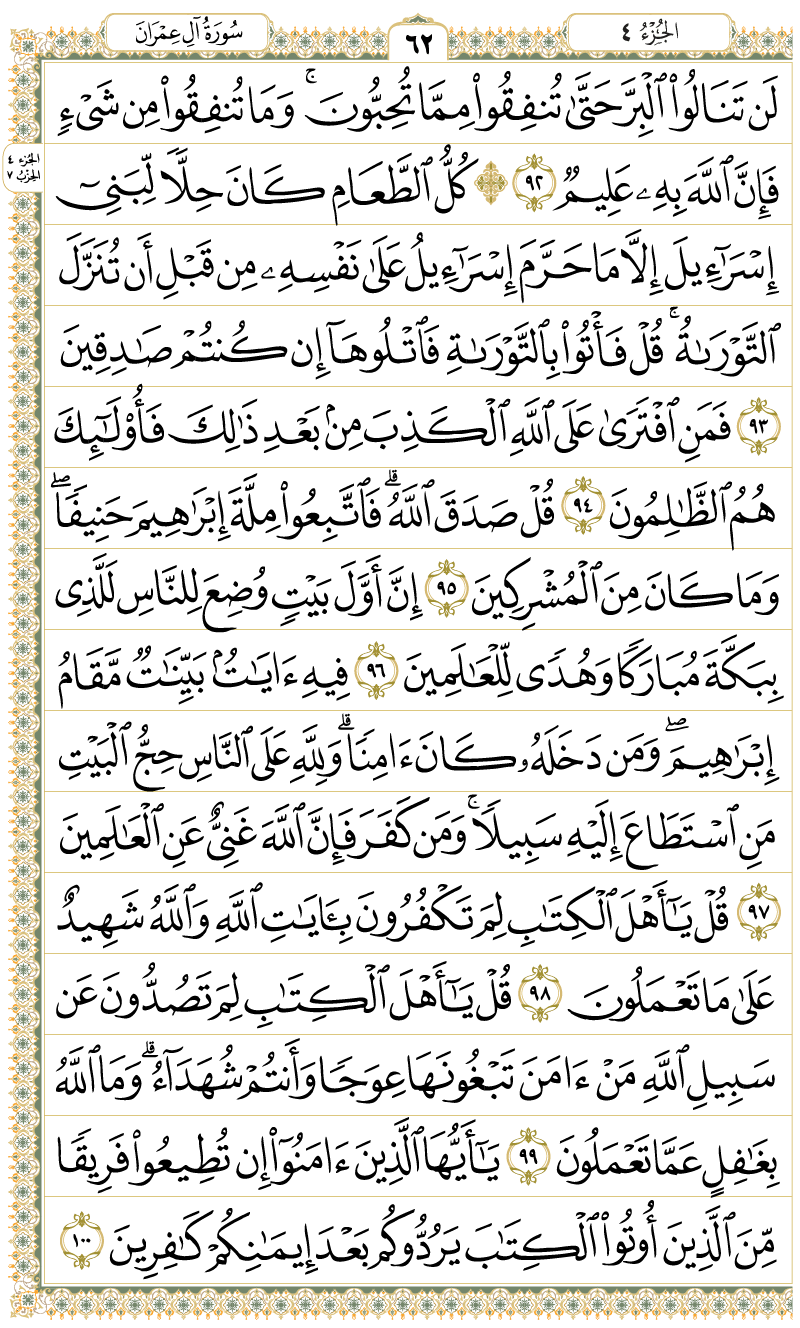 سُورَةُ آلِ عِمۡرَانَ
٦٢
الجُزۡءُ ٤
الجزء ٤
الحزب ٧
لَن تَنَالُواْ ٱلۡبِرَّ حَتَّىٰ تُنفِقُواْ مِمَّا تُحِبُّونَۚ وَمَا تُنفِقُواْ مِن شَيۡءٖ
فَإِنَّ ٱللَّهَ بِهِۦ عَلِيمٞ ٩٢ ۞ كُلُّ ٱلطَّعَامِ كَانَ حِلّٗا لِّبَنِيٓ
إِسۡرَٰٓءِيلَ إِلَّا مَا حَرَّمَ إِسۡرَٰٓءِيلُ عَلَىٰ نَفۡسِهِۦ مِن قَبۡلِ أَن تُنَزَّلَ
ٱلتَّوۡرَىٰةُۚ قُلۡ فَأۡتُواْ بِٱلتَّوۡرَىٰةِ فَٱتۡلُوهَآ إِن كُنتُمۡ صَٰدِقِينَ
٩٣ فَمَنِ ٱفۡتَرَىٰ عَلَى ٱللَّهِ ٱلۡكَذِبَ مِنۢ بَعۡدِ ذَٰلِكَ فَأُوْلَٰٓئِكَ
هُمُ ٱلظَّٰلِمُونَ ٩٤ قُلۡ صَدَقَ ٱللَّهُۗ فَٱتَّبِعُواْ مِلَّةَ إِبۡرَٰهِيمَ حَنِيفٗاۖ
وَمَا كَانَ مِنَ ٱلۡمُشۡرِكِينَ ٩٥ إِنَّ أَوَّلَ بَيۡتٖ وُضِعَ لِلنَّاسِ لَلَّذِي
بِبَكَّةَ مُبَارَكٗا وَهُدٗى لِّلۡعَٰلَمِينَ ٩٦ فِيهِ ءَايَٰتُۢ بَيِّنَٰتٞ مَّقَامُ
إِبۡرَٰهِيمَۖ وَمَن دَخَلَهُۥ كَانَ ءَامِنٗاۗ وَلِلَّهِ عَلَى ٱلنَّاسِ حِجُّ ٱلۡبَيۡتِ
مَنِ ٱسۡتَطَاعَ إِلَيۡهِ سَبِيلٗاۚ وَمَن كَفَرَ فَإِنَّ ٱللَّهَ غَنِيٌّ عَنِ ٱلۡعَٰلَمِينَ
٩٧ قُلۡ يَٰٓأَهۡلَ ٱلۡكِتَٰبِ لِمَ تَكۡفُرُونَ بِـَٔايَٰتِ ٱللَّهِ وَٱللَّهُ شَهِيدٌ
عَلَىٰ مَا تَعۡمَلُونَ ٩٨ قُلۡ يَٰٓأَهۡلَ ٱلۡكِتَٰبِ لِمَ تَصُدُّونَ عَن
سَبِيلِ ٱللَّهِ مَنۡ ءَامَنَ تَبۡغُونَهَا عِوَجٗا وَأَنتُمۡ شُهَدَآءُۗ وَمَا ٱللَّهُ
بِغَٰفِلٍ عَمَّا تَعۡمَلُونَ ٩٩ يَٰٓأَيُّهَا ٱلَّذِينَ ءَامَنُوٓاْ إِن تُطِيعُواْ فَرِيقٗا
مِّنَ ٱلَّذِينَ أُوتُواْ ٱلۡكِتَٰبَ يَرُدُّوكُم بَعۡدَ إِيمَٰنِكُمۡ كَٰفِرِينَ ١٠٠